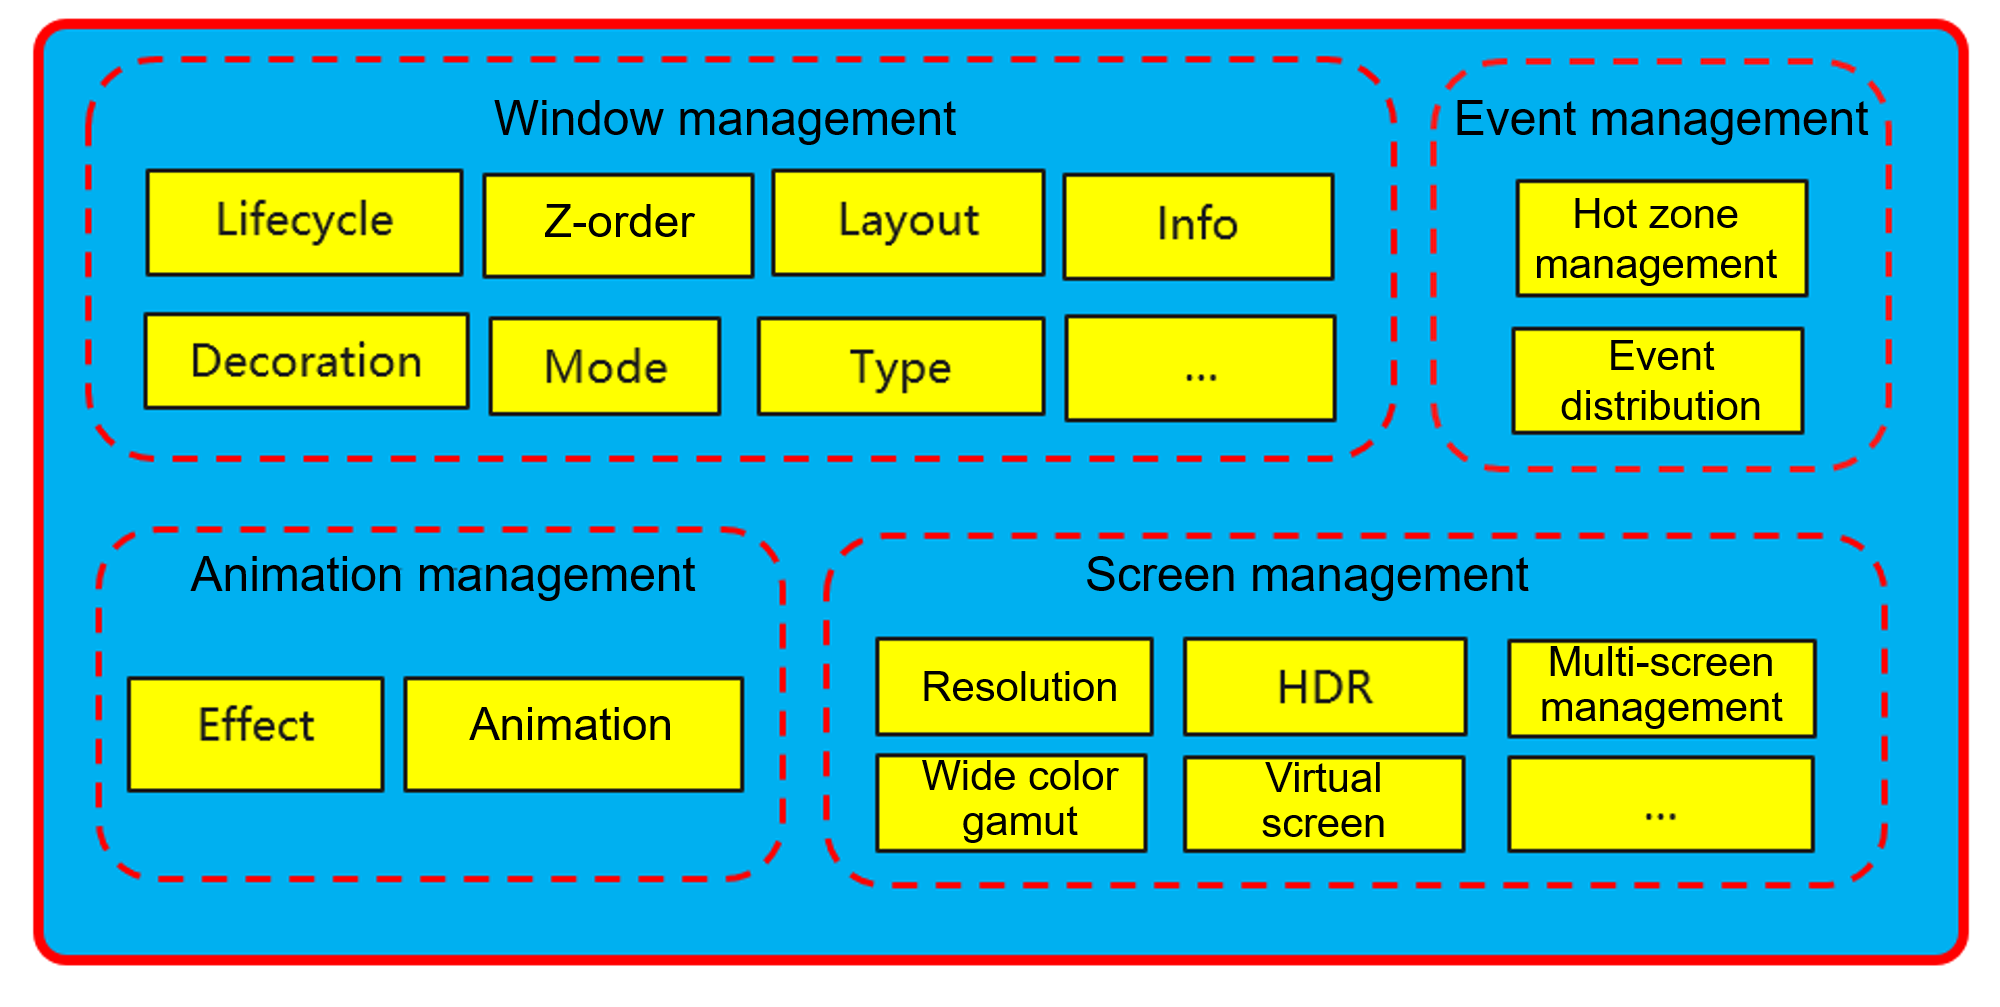 Window management
Lifecycle
Z-order
Layout
Info
Decoration
Mode
Type
...
Event management
Hot zone
management
Event
distribution
Animation management
Effect
Animation
Screen management
Resolution
HDR
Multi-screen
management
Wide color
gamut
Virtual
screen
...